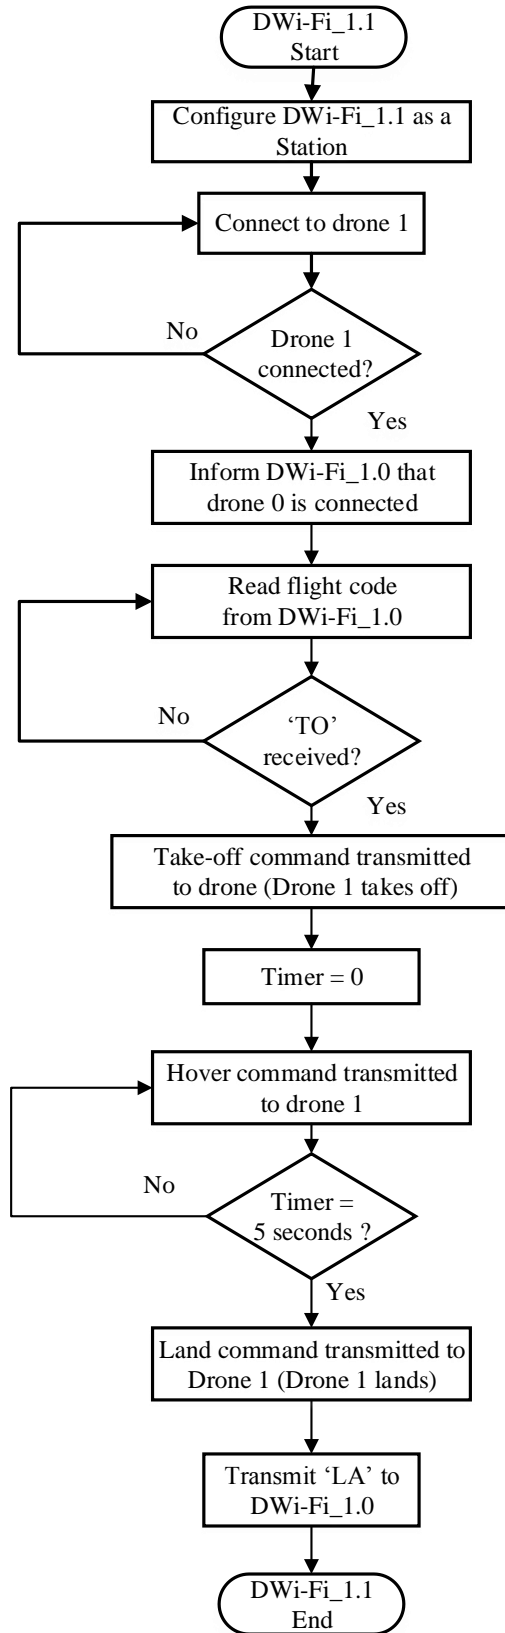 DWi-Fi_1.1
Start
Configure DWi-Fi_1.1 as a
Station
Connect to drone 1
No
Drone 1
connected?
Yes
Inform DWi-Fi_1.0 that
drone 0 is connected
Read flight code
from DWi-Fi_1.0
No
‘TO’
received?
Yes
Take-off command transmitted
to drone (Drone 1 takes off)
Timer = 0
Hover command transmitted
to drone 1
No
Timer =
5 seconds ?
Yes
Land command transmitted to
Drone 1 (Drone 1 lands)
Transmit ‘LA’ to
DWi-Fi_1.0
DWi-Fi_1.1
End